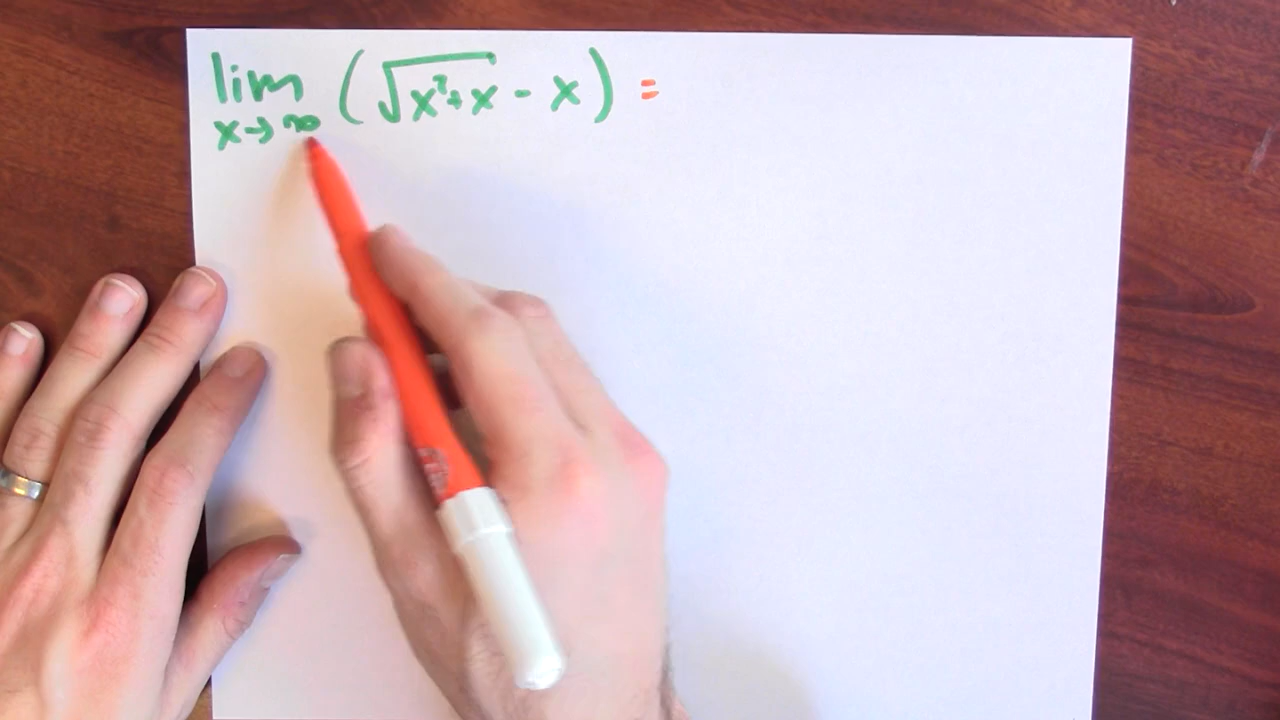 lim (√(x²+x) - x) =
x→∞